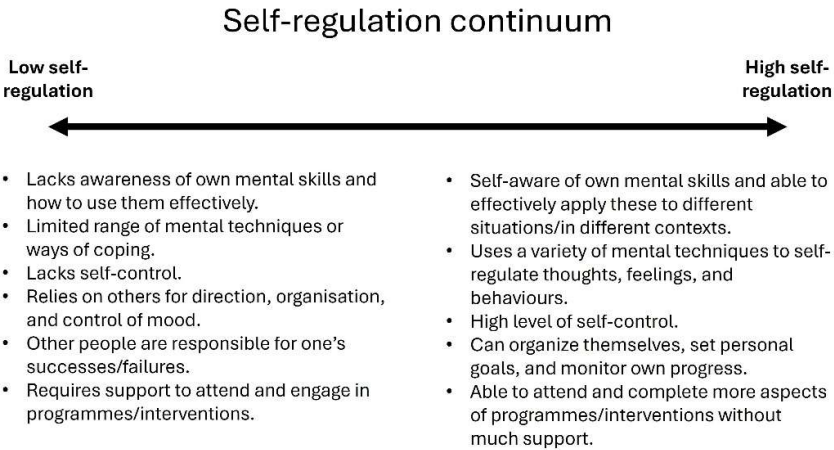 Self-regulation continuum
Low self-
regulation
High self-
regulation
• Lacks awareness of own mental skills and
how to use them effectively.
• Limited range of mental techniques or
ways of coping.
• Lacks self-control.
• Relies on others for direction, organisation,
and control of mood.
• Other people are responsible for one's
successes/failures.
• Requires support to attend and engage in
programmes/interventions.
• Self-aware of own mental skills and able to
effectively apply these to different
situations/in different contexts.
• Uses a variety of mental techniques to self-
regulate thoughts, feelings, and
behaviours.
• High level of self-control.
• Can organize themselves, set personal
goals, and monitor own progress.
• Able to attend and complete more aspects
of programmes/interventions without
much support.